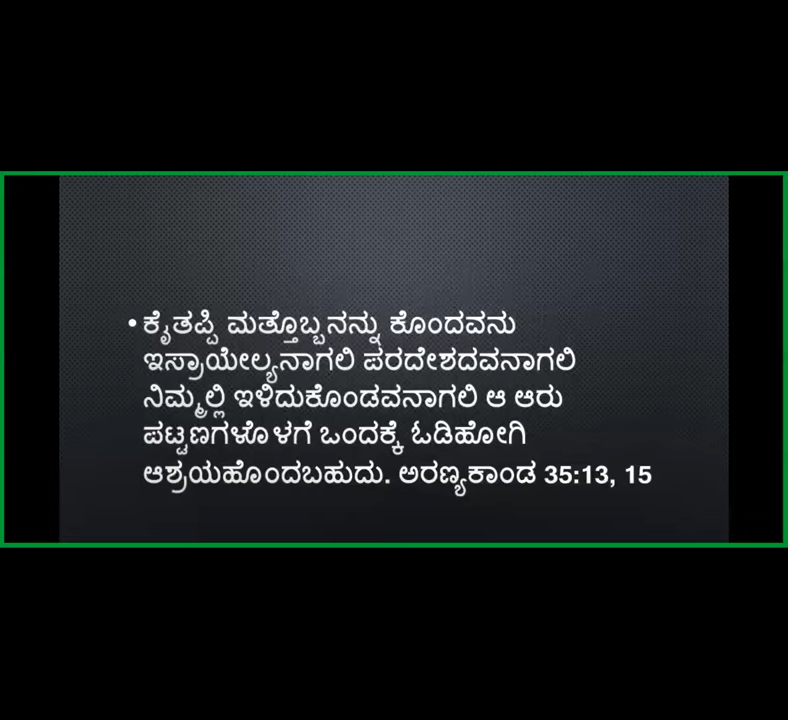 • ಕೈತಪ್ಪಿ ಮತ್ತೊಬ್ಬನನ್ನು ಕೊಂದವನು
ಇಸ್ರಾಯೇಲ್ಯನಾಗಲಿ ಪರದೇಶದವನಾಗಲಿ
ನಿಮ್ಮಲ್ಲಿ ಇಳಿದುಕೊಂಡವನಾಗಲಿ ಆ ಆರು
ಪಟ್ಟಣಗಳೊಳಗೆ ಒಂದಕ್ಕೆ ಓಡಿಹೋಗಿ
ಆಶ್ರಯಹೊಂದಬಹುದು. ಅರಣ್ಯಕಾಂಡ 35:13, 15